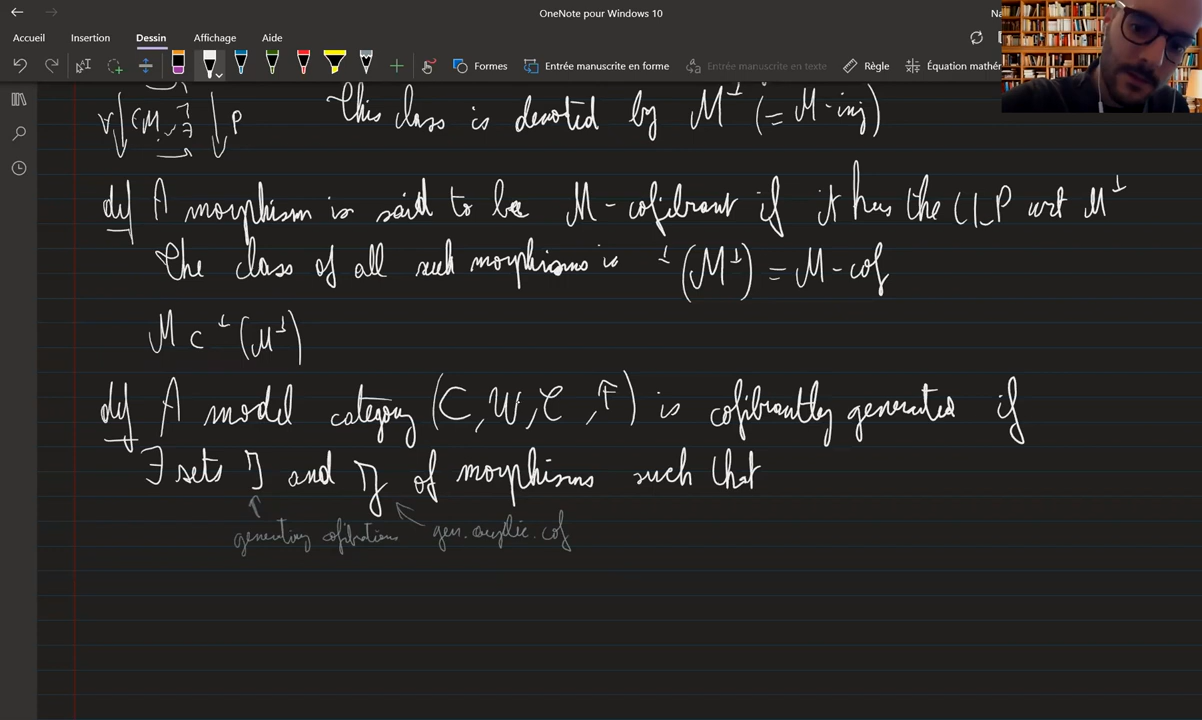 OneNote pour Windows 10
Accueil Insertion Dessin Affichage Aide
Formes Entrée manuscrite en forme Entrée manuscrite en texte Règle Équation mathé
This class is denoted by M^⊥ (= M-inj)
p
def A morphism is said to be M-cofibrant if it has the LLP wrt M^⊥
The class of all such morphisms is ^⊥(M^⊥) = M-cof
M ⊂ ^⊥(M^⊥)
def A model category (C, W, C, F) is cofibrantly generated if
∃ sets I and J of morphisms such that
generating cofibrations gen. acyclic. cof